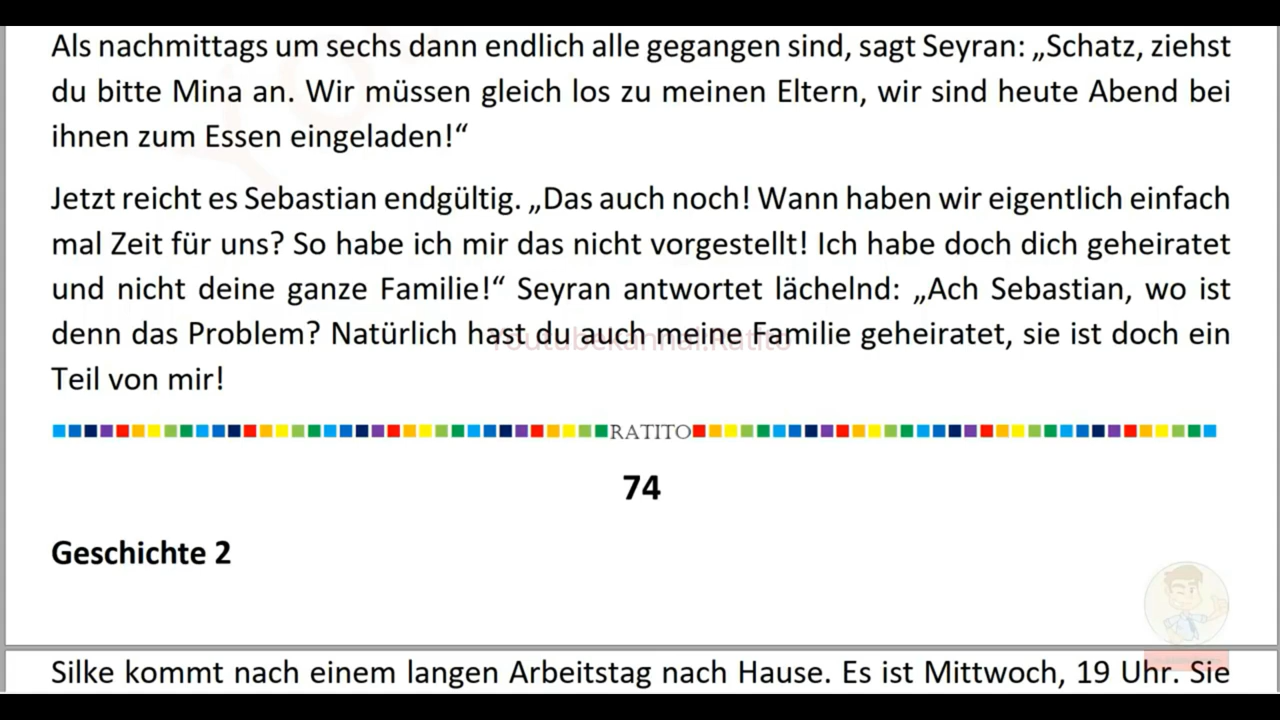 Als nachmittags um sechs dann endlich alle gegangen sind, sagt Seyran: „Schatz, ziehst
du bitte Mina an. Wir müssen gleich los zu meinen Eltern, wir sind heute Abend bei
ihnen zum Essen eingeladen!“
Jetzt reicht es Sebastian endgültig. „Das auch noch! Wann haben wir eigentlich einfach
mal Zeit für uns? So habe ich mir das nicht vorgestellt! Ich habe doch dich geheiratet
und nicht deine ganze Familie!“ Seyran antwortet lächelnd: „Ach Sebastian, wo ist
denn das Problem? Natürlich hast du auch meine Familie geheiratet, sie ist doch ein
Teil von mir!
RATITO
74
Geschichte 2
Silke kommt nach einem langen Arbeitstag nach Hause. Es ist Mittwoch, 19 Uhr. Sie